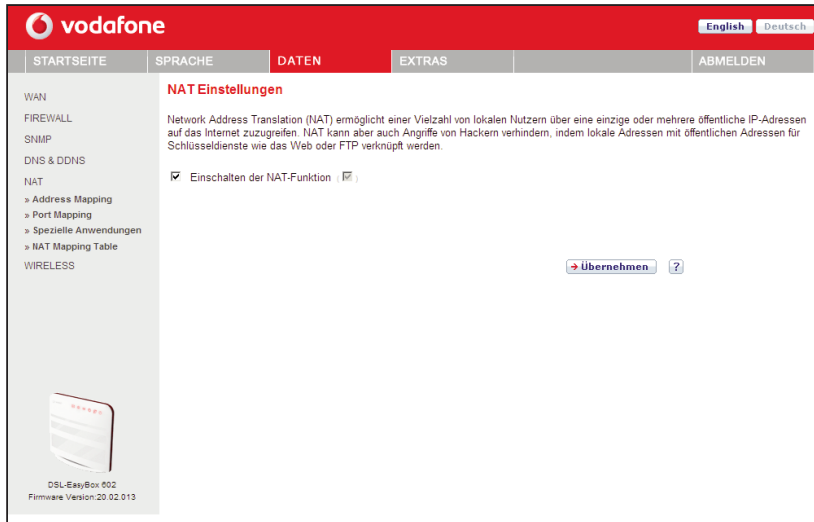 vodafone
English Deutsch
STARTSEITE SPRACHE DATEN EXTRAS ABMELDEN
WAN
FIREWALL
SNMP
DNS & DDNS
NAT
» Address Mapping
» Port Mapping
» Spezielle Anwendungen
» NAT Mapping Table
WIRELESS
DSL-EasyBox 602
Firmware Version:20.02.013
NAT Einstellungen
Network Address Translation (NAT) ermöglicht einer Vielzahl von lokalen Nutzern über eine einzige oder mehrere öffentliche IP-Adressen
auf das Internet zuzugreifen. NAT kann aber auch Angriffe von Hackern verhindern, indem lokale Adressen mit öffentlichen Adressen für
Schlüsseldienste wie das Web oder FTP verknüpft werden.
Einschalten der NAT-Funktion ( )
Übernehmen ?